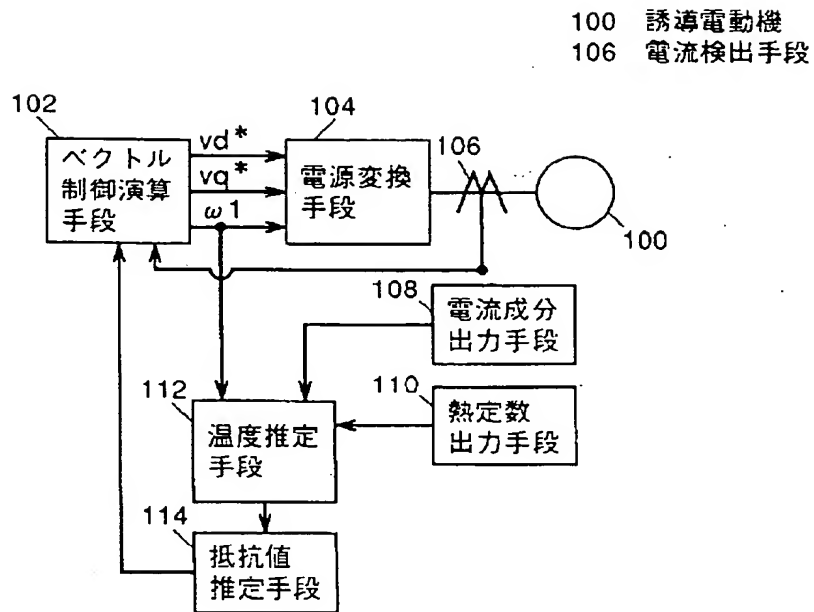 100 誘導電動機
106 電流検出手段
102
ベクトル
制御演算
手段
vd*
vq*
ω1
104
電源変換
手段
106
100
108
電流成分
出力手段
110
熱定数
出力手段
112
温度推定
手段
114
抵抗値
推定手段